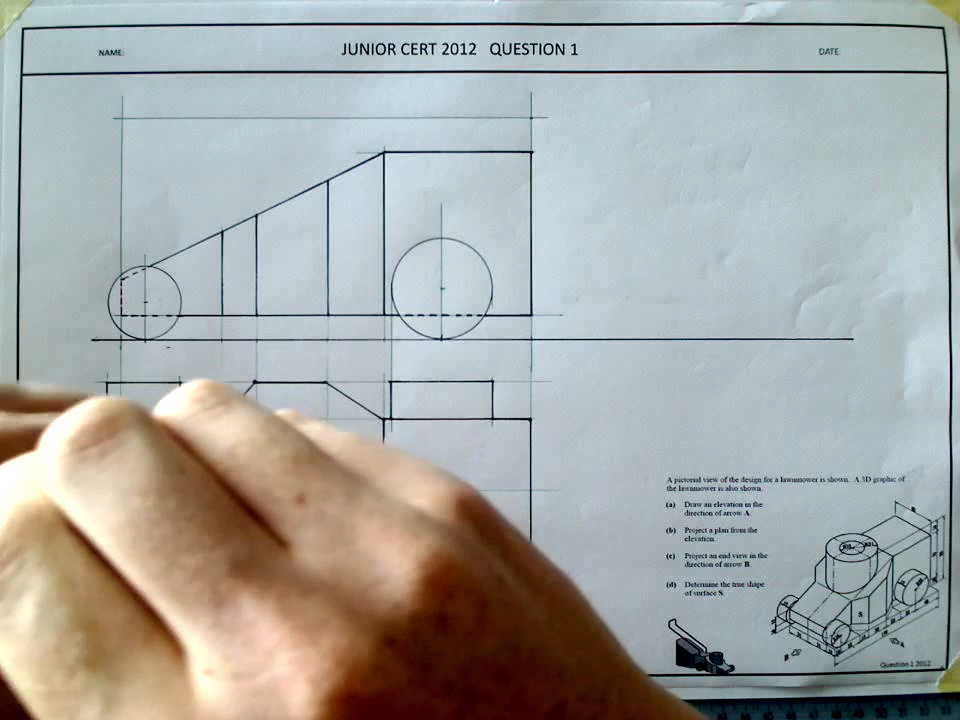 NAME:
JUNIOR CERT 2012 QUESTION 1
DATE:
A pictorial view of the design for a lawnmower is shown. A 3D graphic of
the lawnmower is also shown.
(a) Draw an elevation in the
direction of arrow A.
(b) Project a plan from the
elevation.
(c) Project an end view in the
direction of arrow B.
(d) Determine the true shape
of surface S.
S
A
B
Question 1 2012